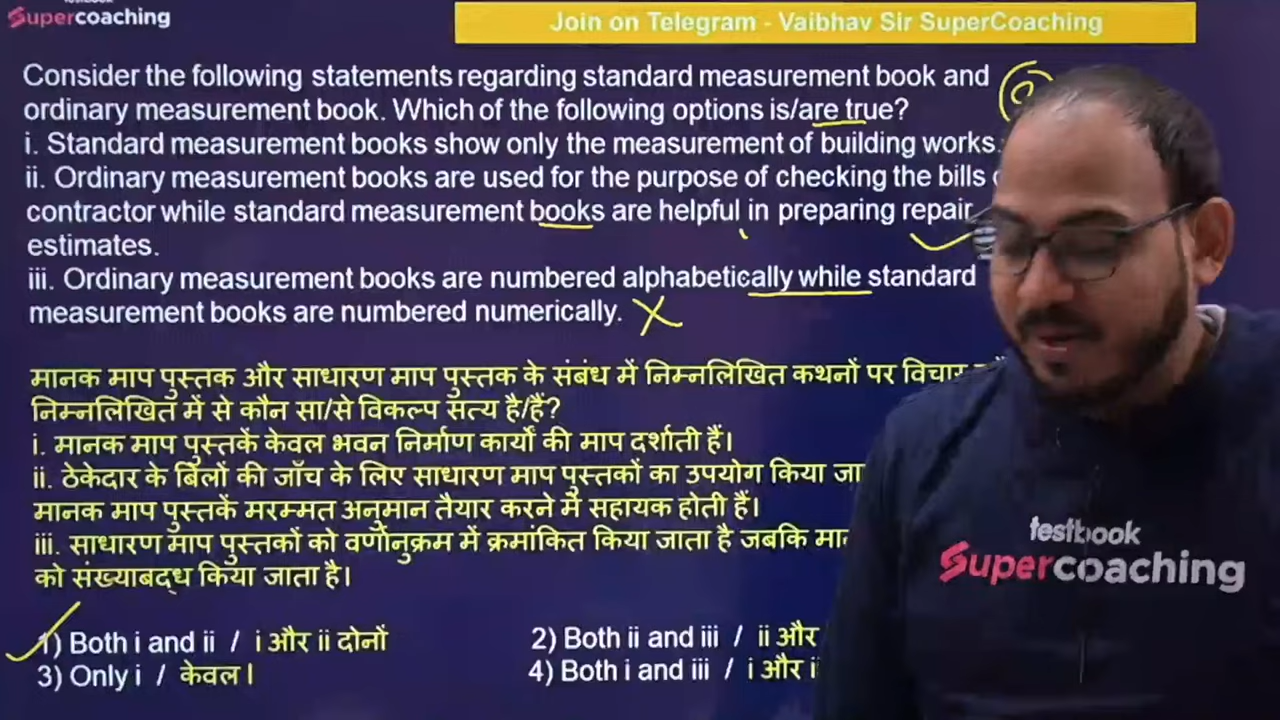 testbook
Supercoaching
Join on Telegram - Vaibhav Sir SuperCoaching
Consider the following statements regarding standard measurement book and
ordinary measurement book. Which of the following options is/are true?
i. Standard measurement books show only the measurement of building works.
ii. Ordinary measurement books are used for the purpose of checking the bills
contractor while standard measurement books are helpful in preparing repair
estimates.
iii. Ordinary measurement books are numbered alphabetically while standard
measurement books are numbered numerically.
मानक माप पुस्तक और साधारण माप पुस्तक के संबंध में निम्नलिखित कथनों पर विचार
निम्नलिखित में से कौन सा/से विकल्प सत्य है/हैं?
i. मानक माप पुस्तकें केवल भवन निर्माण कार्यों की माप दर्शाती हैं।
ii. ठेकेदार के बिलों की जाँच के लिए साधारण माप पुस्तकों का उपयोग किया जा
मानक माप पुस्तकें मरम्मत अनुमान तैयार करने में सहायक होती हैं।
iii. साधारण माप पुस्तकों को वर्णानुक्रम में क्रमांकित किया जाता है जबकि
को संख्याबद्ध किया जाता है।
1) Both i and ii / i और ii दोनों
2) Both ii and iii / ii और
3) Only i / केवल I
4) Both i and iii / i और
testbook
Supercoaching